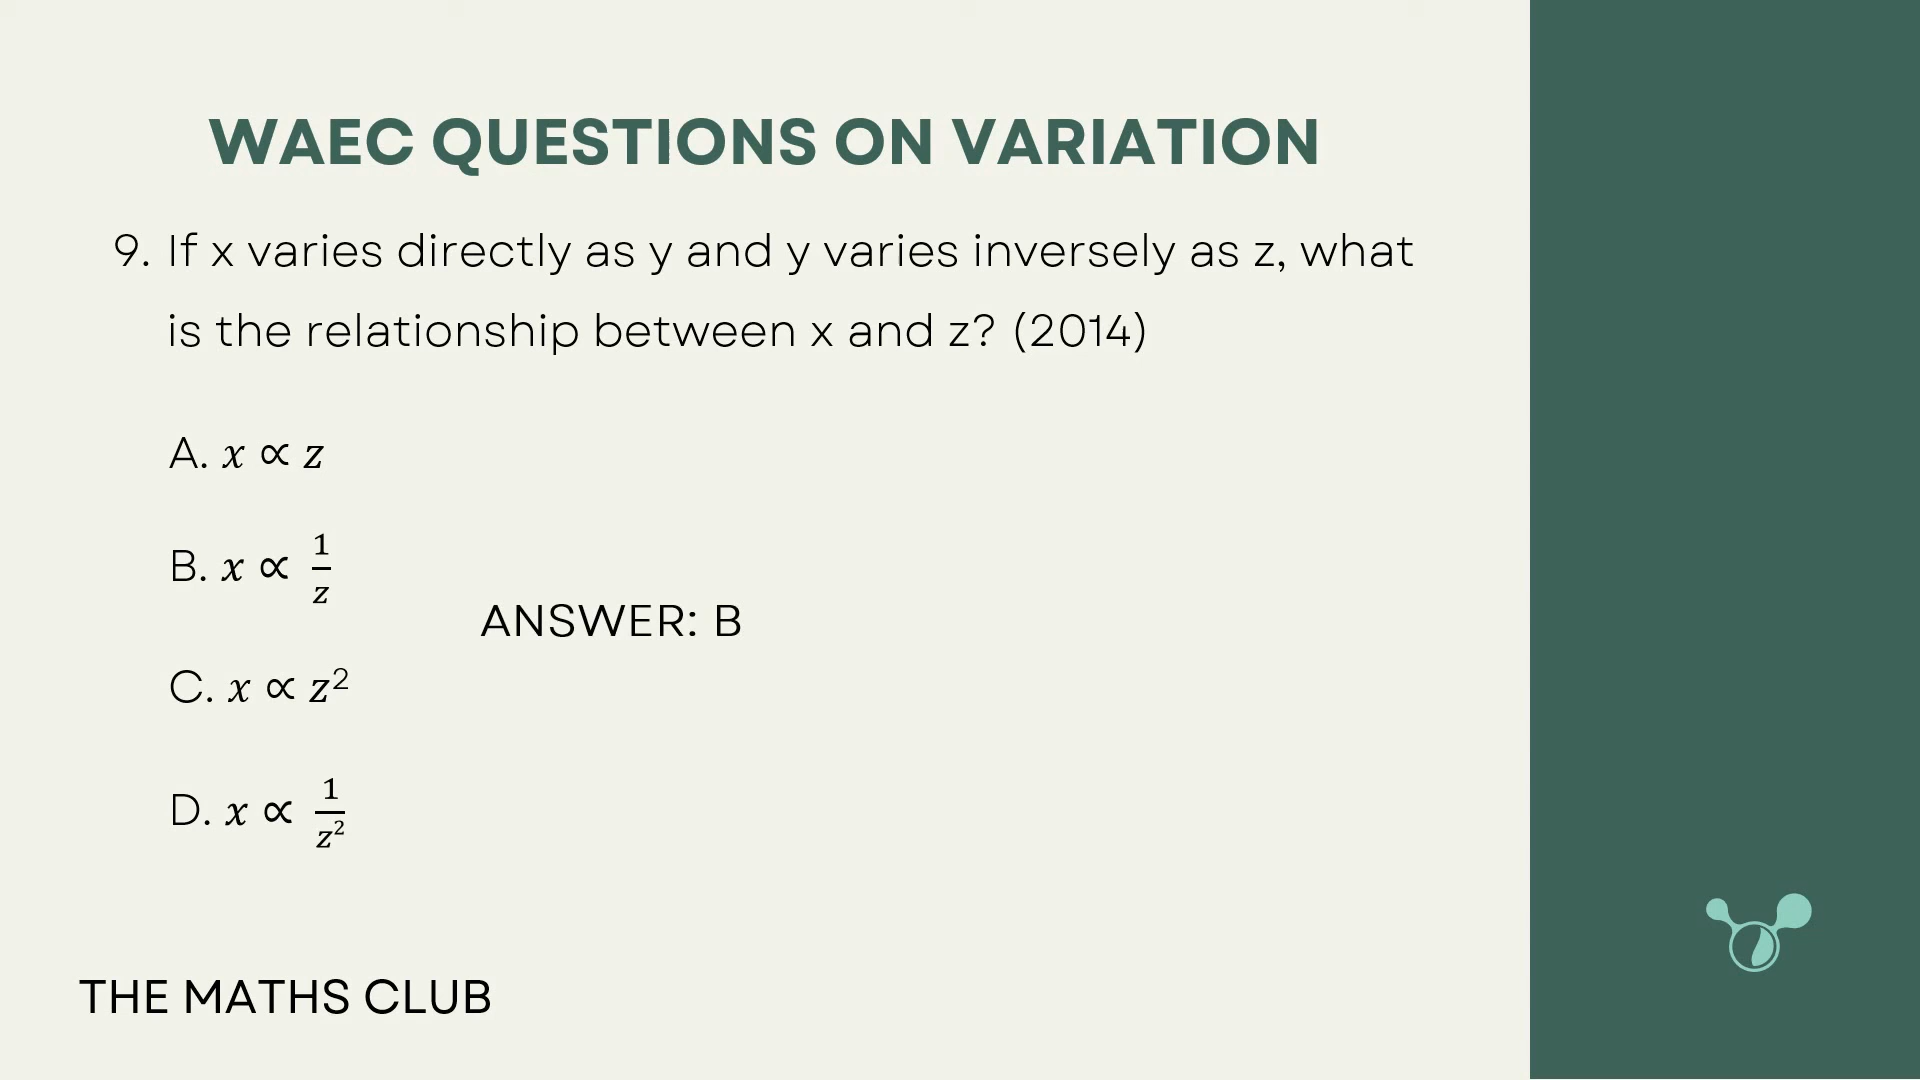 WAEC QUESTIONS ON VARIATION
9. If x varies directly as y and y varies inversely as z, what
is the relationship between x and z? (2014)
A. x ∝ z
B. x ∝ 1/z
ANSWER: B
C. x ∝ z²
D. x ∝ 1/z²
THE MATHS CLUB